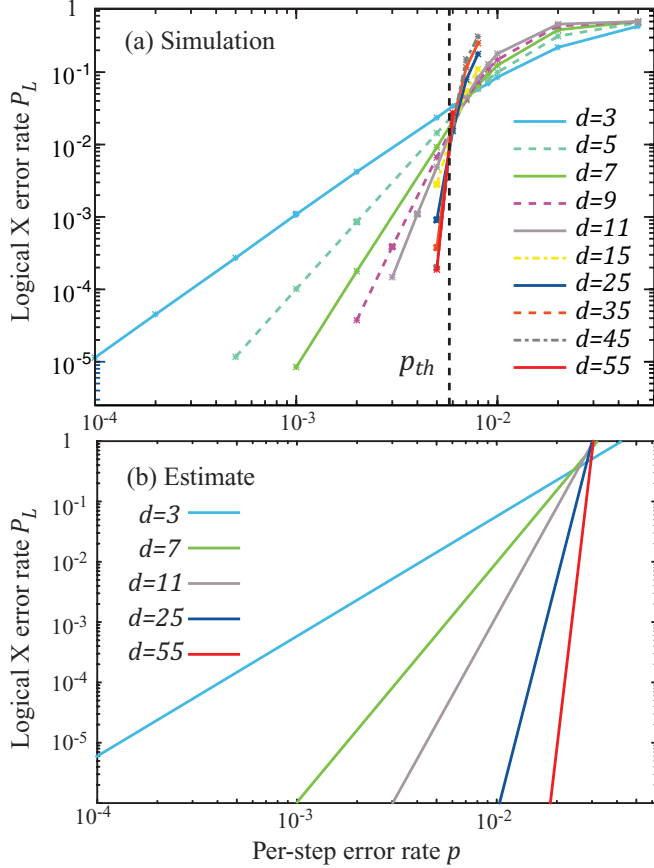 1
(a) Simulation
10⁻¹
10⁻²
10⁻³
10⁻⁴
10⁻⁵
Logical X error rate P_L
d=3
d=5
d=7
d=9
d=11
d=15
d=25
d=35
d=45
d=55
p_th
10⁻⁴
10⁻³
10⁻²
1
(b) Estimate
10⁻¹
10⁻²
10⁻³
10⁻⁴
10⁻⁵
Logical X error rate P_L
d=3
d=7
d=11
d=25
d=55
10⁻⁴
10⁻³
10⁻²
Per-step error rate p